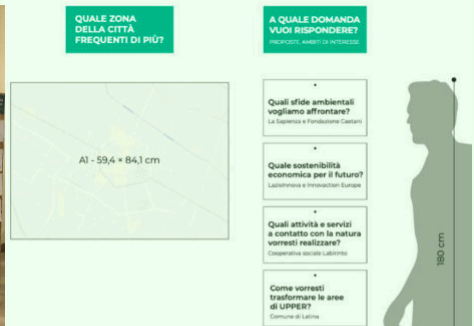 QUALE ZONA
DELLA CITTÀ
FREQUENTI DI PIÙ?
A1 - 59,4 × 84,1 cm
A QUALE DOMANDA
VUOI RISPONDERE?
PROPOSTE, AMBITI DI INTERESSE
Quali sfide ambientali
vogliamo affrontare?
La Sapienza e Fondazione Caetani
Quale sostenibilità
economica per il futuro?
LazioInnova e Innovaction Europe
Quali attività e servizi
a contatto con la natura
vorresti realizzare?
Cooperativa sociale Labirinto
Come vorresti
trasformare le aree
di UPPER?
Comune di Latina
180 cm